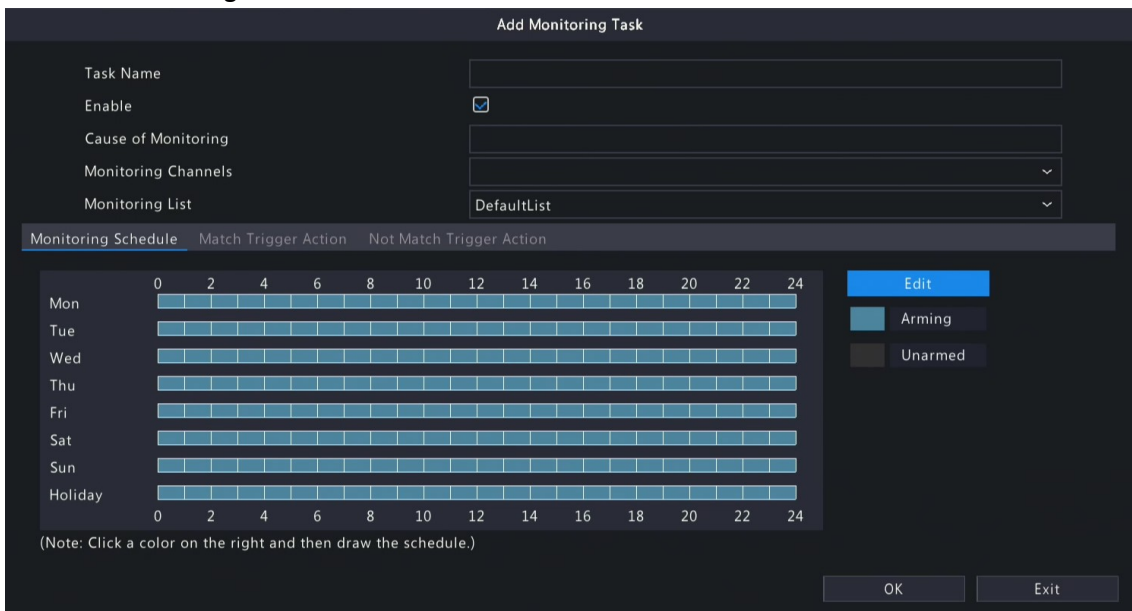 Add Monitoring Task
Task Name
Enable
Cause of Monitoring
Monitoring Channels
Monitoring List DefaultList
Monitoring Schedule Match Trigger Action Not Match Trigger Action
0 2 4 6 8 10 12 14 16 18 20 22 24
Edit
Mon
Arming
Tue
Wed
Unarmed
Thu
Fri
Sat
Sun
Holiday
0 2 4 6 8 10 12 14 16 18 20 22 24
(Note: Click a color on the right and then draw the schedule.)
OK Exit